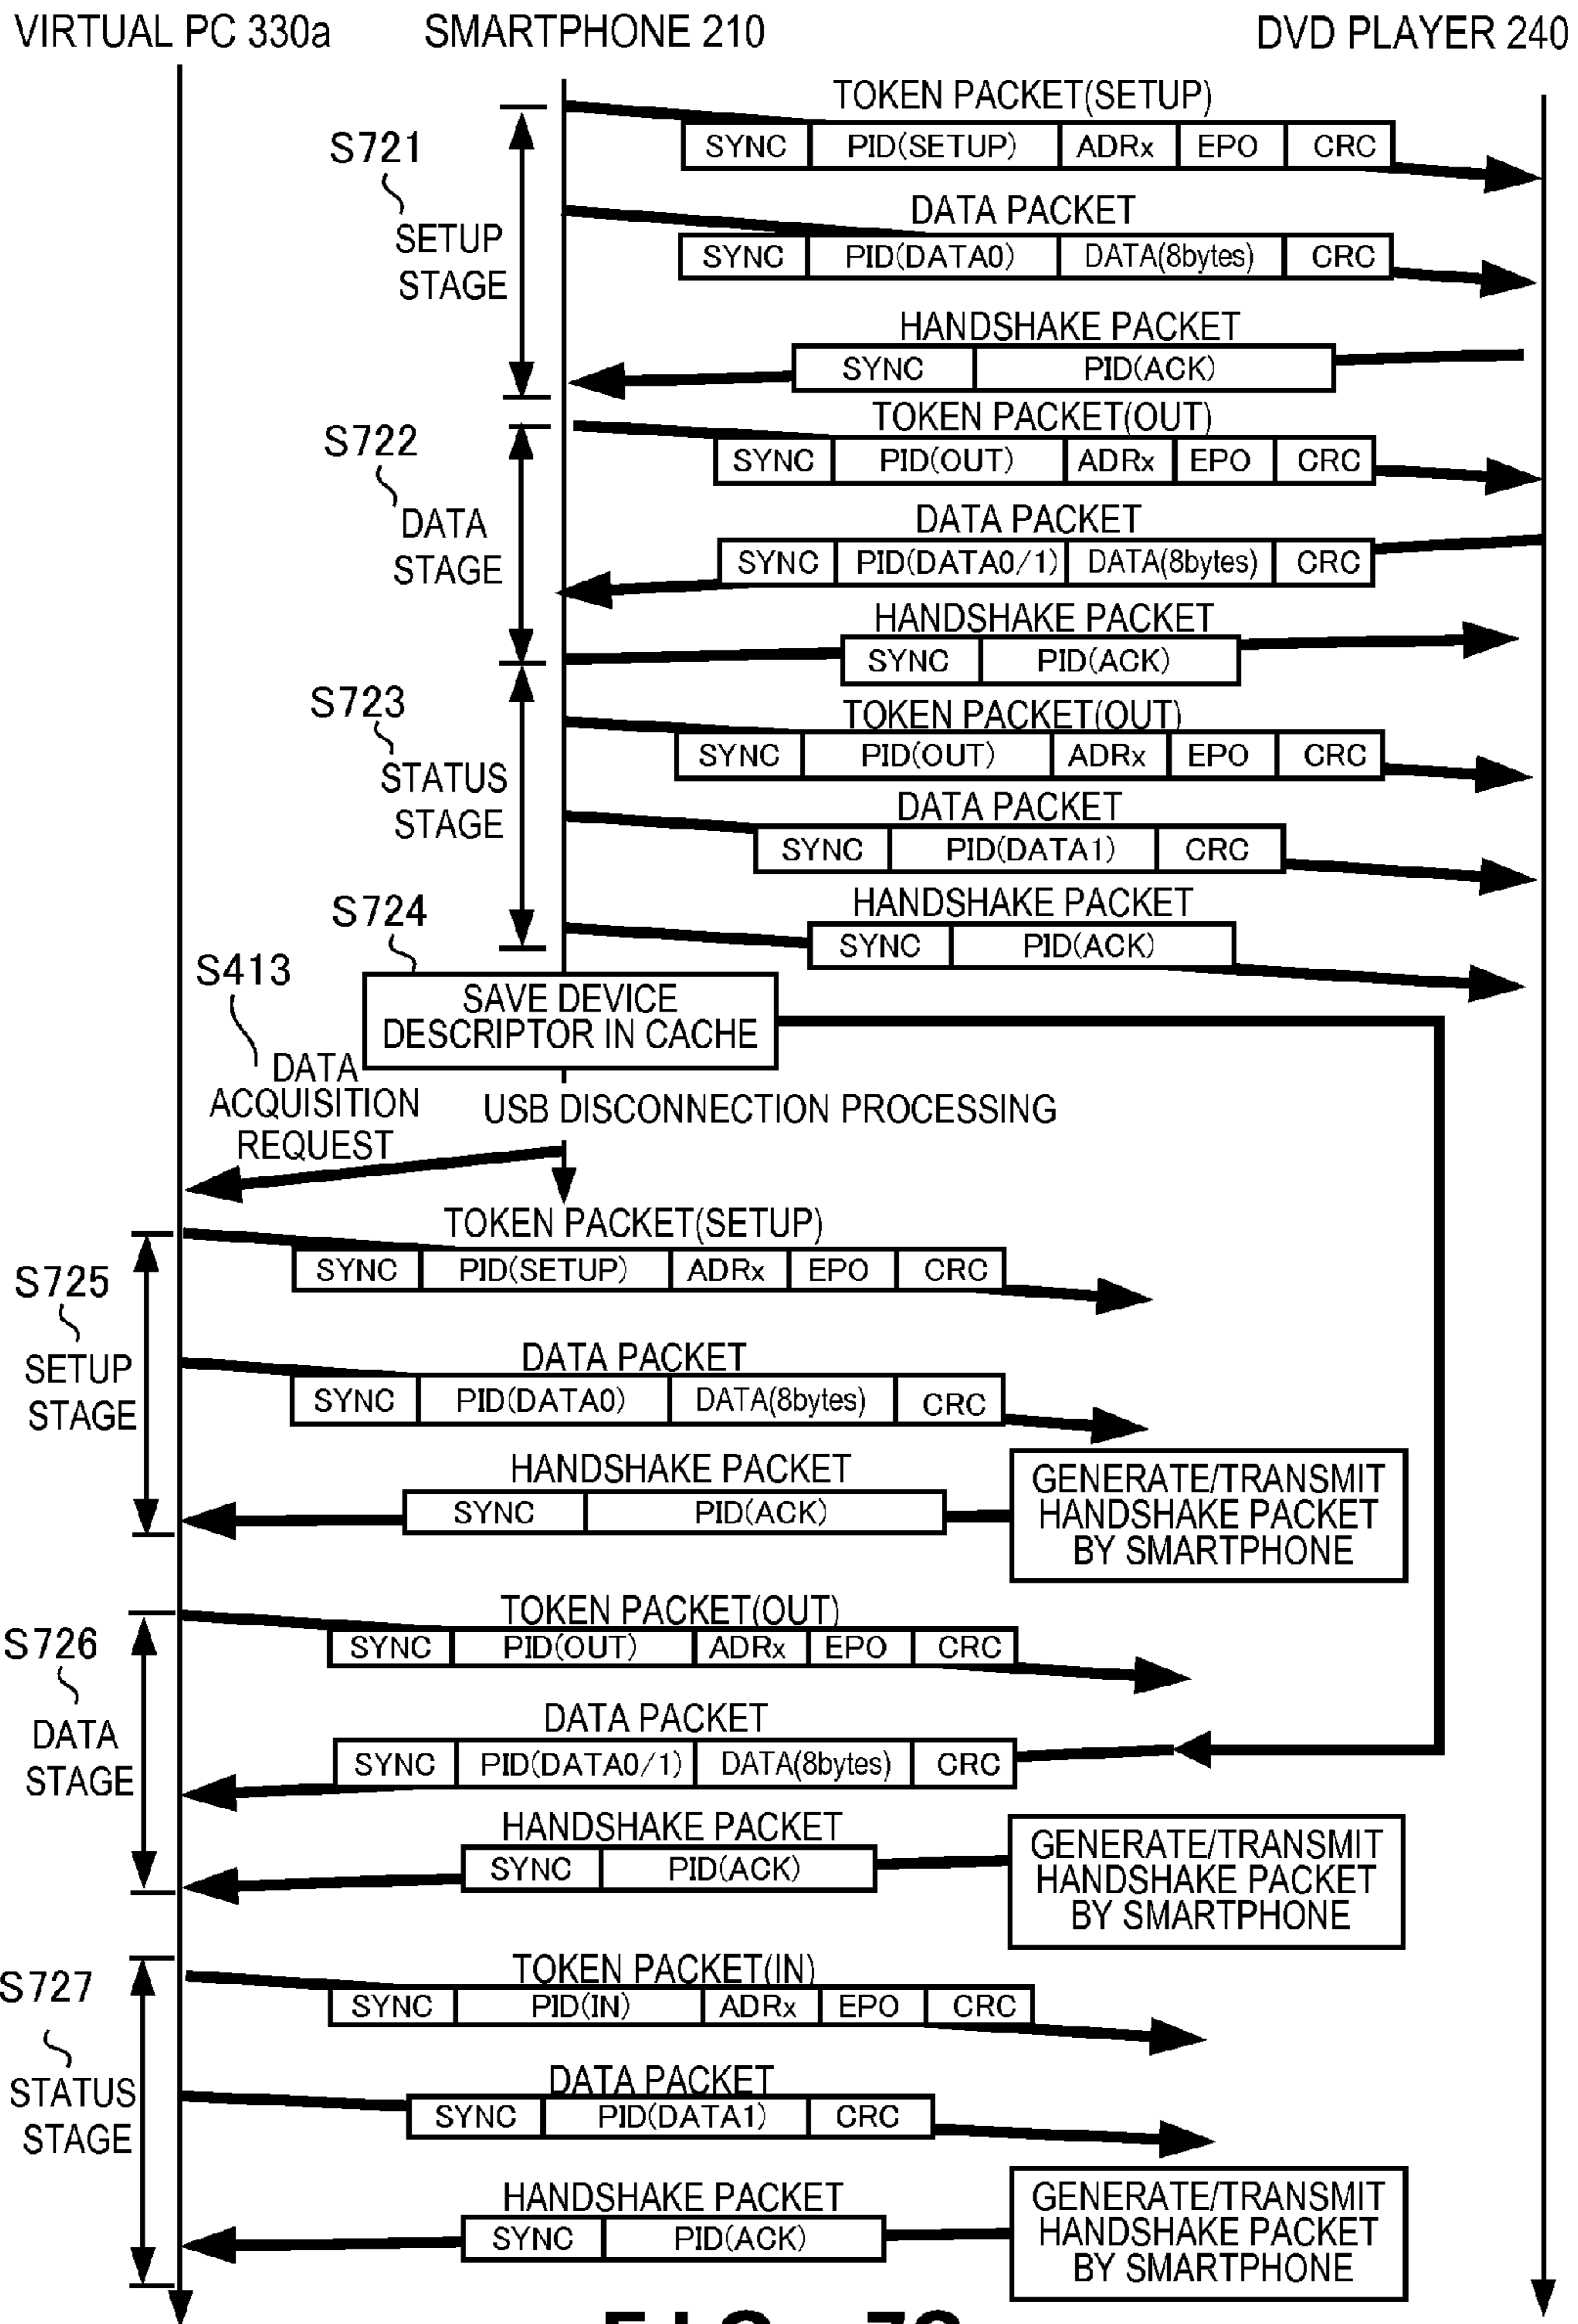 VIRTUAL PC 330a
SMARTPHONE 210
DVD PLAYER 240
TOKEN PACKET(SETUP)
SYNC PID(SETUP) ADRx EPO CRC
S721
SETUP
STAGE
DATA PACKET
SYNC PID(DATA0) DATA(8bytes) CRC
HANDSHAKE PACKET
SYNC PID(ACK)
S722
DATA
STAGE
TOKEN PACKET(OUT)
SYNC PID(OUT) ADRx EPO CRC
DATA PACKET
SYNC PID(DATA0/1) DATA(8bytes) CRC
HANDSHAKE PACKET
SYNC PID(ACK)
S723
STATUS
STAGE
TOKEN PACKET(OUT)
SYNC PID(OUT) ADRx EPO CRC
DATA PACKET
SYNC PID(DATA1) CRC
HANDSHAKE PACKET
SYNC PID(ACK)
S724
SAVE DEVICE
DESCRIPTOR IN CACHE
S413
DATA
ACQUISITION
REQUEST
USB DISCONNECTION PROCESSING
TOKEN PACKET(SETUP)
SYNC PID(SETUP) ADRx EPO CRC
S725
SETUP
STAGE
DATA PACKET
SYNC PID(DATA0) DATA(8bytes) CRC
HANDSHAKE PACKET
SYNC PID(ACK)
GENERATE/TRANSMIT
HANDSHAKE PACKET
BY SMARTPHONE
S726
DATA
STAGE
TOKEN PACKET(OUT)
SYNC PID(OUT) ADRx EPO CRC
DATA PACKET
SYNC PID(DATA0/1) DATA(8bytes) CRC
HANDSHAKE PACKET
SYNC PID(ACK)
GENERATE/TRANSMIT
HANDSHAKE PACKET
BY SMARTPHONE
S727
STATUS
STAGE
TOKEN PACKET(IN)
SYNC PID(IN) ADRx EPO CRC
DATA PACKET
SYNC PID(DATA1) CRC
HANDSHAKE PACKET
SYNC PID(ACK)
GENERATE/TRANSMIT
HANDSHAKE PACKET
BY SMARTPHONE